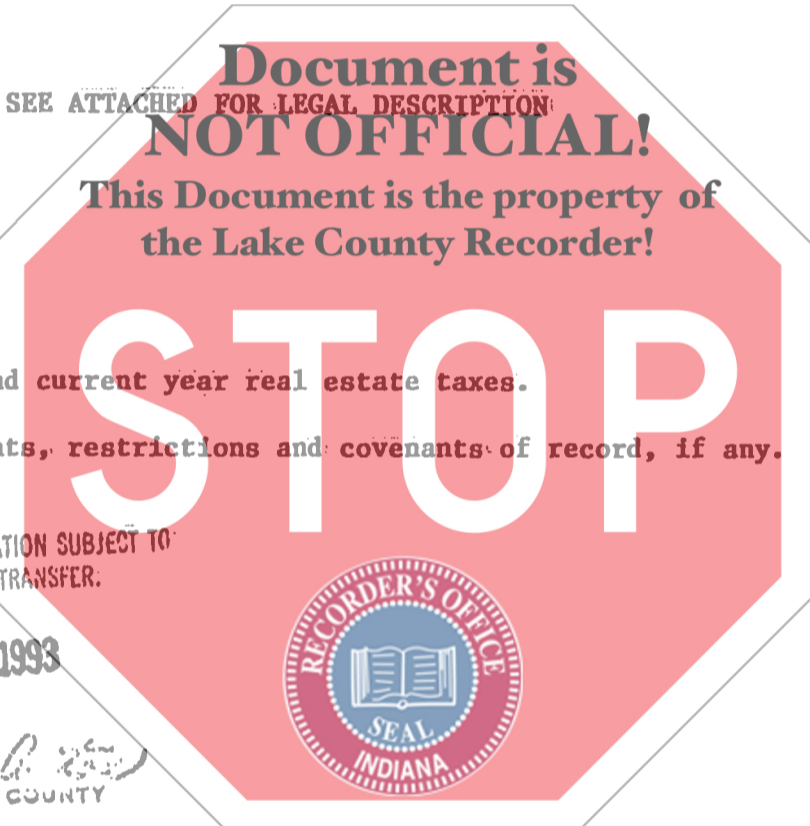 Document is
SEE ATTACHED FOR LEGAL DESCRIPTION
NOT OFFICIAL!
This Document is the property of
the Lake County Recorder!
STOP
d current year real estate taxes.
ts, restrictions and covenants of record, if any.
TION SUBJECT TO
TRANSFER.
RECORDER'S OFFICE
1993
SEAL
INDIANA
COUNTY